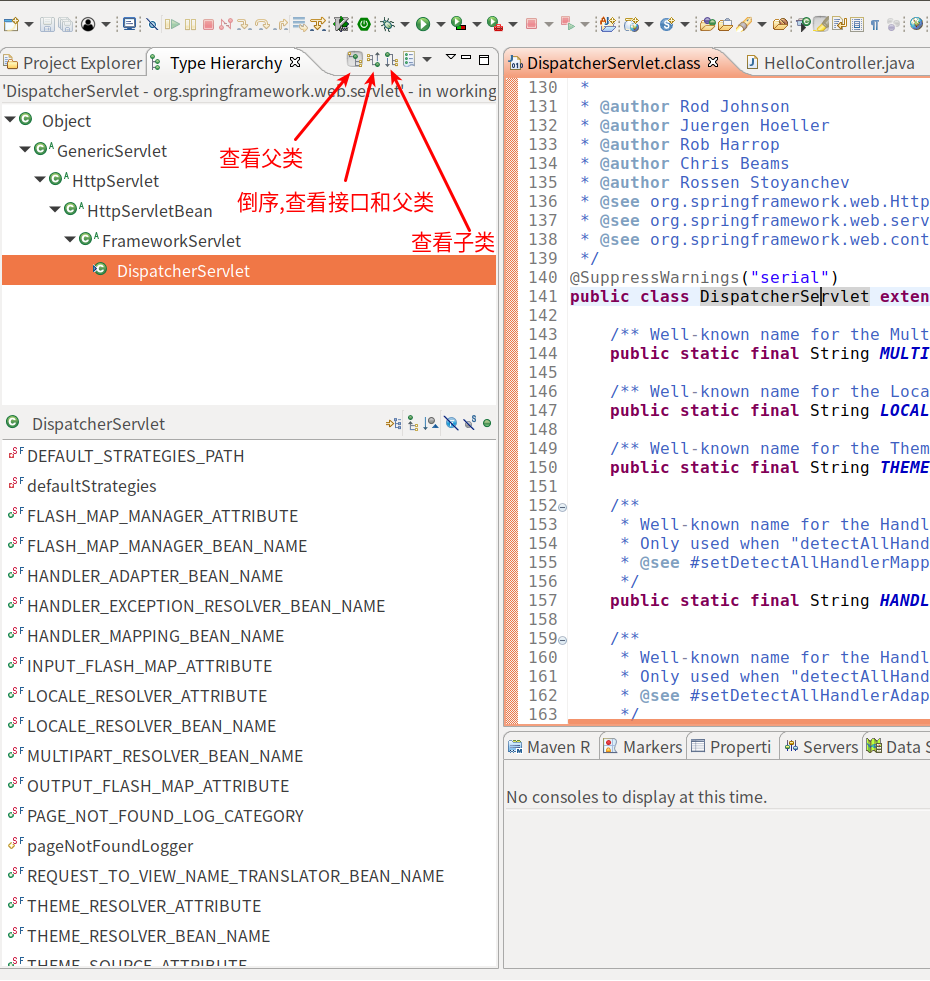 Project Explorer
Type Hierarchy
DispatcherServlet.class
HelloController.java
'DispatcherServlet - org.springframework.web.servlet' - in working
Object
GenericServlet
HttpServlet
HttpServletBean
FrameworkServlet
DispatcherServlet
查看父类
倒序,查看接口和父类
查看子类
DispatcherServlet
DEFAULT_STRATEGIES_PATH
defaultStrategies
FLASH_MAP_MANAGER_ATTRIBUTE
FLASH_MAP_MANAGER_BEAN_NAME
HANDLER_ADAPTER_BEAN_NAME
HANDLER_EXCEPTION_RESOLVER_BEAN_NAME
HANDLER_MAPPING_BEAN_NAME
INPUT_FLASH_MAP_ATTRIBUTE
LOCALE_RESOLVER_ATTRIBUTE
LOCALE_RESOLVER_BEAN_NAME
MULTIPART_RESOLVER_BEAN_NAME
OUTPUT_FLASH_MAP_ATTRIBUTE
PAGE_NOT_FOUND_LOG_CATEGORY
pageNotFoundLogger
REQUEST_TO_VIEW_NAME_TRANSLATOR_BEAN_NAME
THEME_RESOLVER_ATTRIBUTE
THEME_RESOLVER_BEAN_NAME
THEME_SOURCE_ATTRIBUTE
130 *
131 * @author Rod Johnson
132 * @author Juergen Hoeller
133 * @author Rob Harrop
134 * @author Chris Beams
135 * @author Rossen Stoyanchev
136 * @see org.springframework.web.Http
137 * @see org.springframework.web.serv
138 * @see org.springframework.web.cont
139 */
140 @SuppressWarnings("serial")
141 public class DispatcherServlet exten
142
143 /** Well-known name for the Mult
144 public static final String MULTI
145
146 /** Well-known name for the Loca
147 public static final String LOCAL
148
149 /** Well-known name for the Them
150 public static final String THEME
151
152 /**
153 * Well-known name for the Handl
154 * Only used when "detectAllHand
155 * @see #setDetectAllHandlerMapp
156 */
157 public static final String HANDL
158
159 /**
160 * Well-known name for the Handl
161 * Only used when "detectAllHand
162 * @see #setDetectAllHandlerAdap
163 */
Maven R
Markers
Properti
Servers
Data S
No consoles to display at this time.